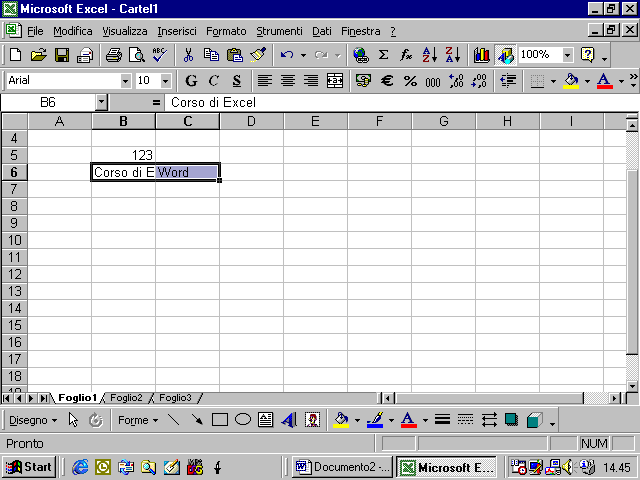 Microsoft Excel - Cartel1
File Modifica Visualizza Inserisci Formato Strumenti Dati Finestra ?
100%
Arial 10 G C S € % 000
B6 = Corso di Excel
A B C D E F G H I
4
5 123
6 Corso di E Word
7
8
9
10
11
12
13
14
15
16
17
18
Foglio1 Foglio2 Foglio3
Disegno Forme
Pronto NUM
Start Documento2 -... Microsoft E... 14.45